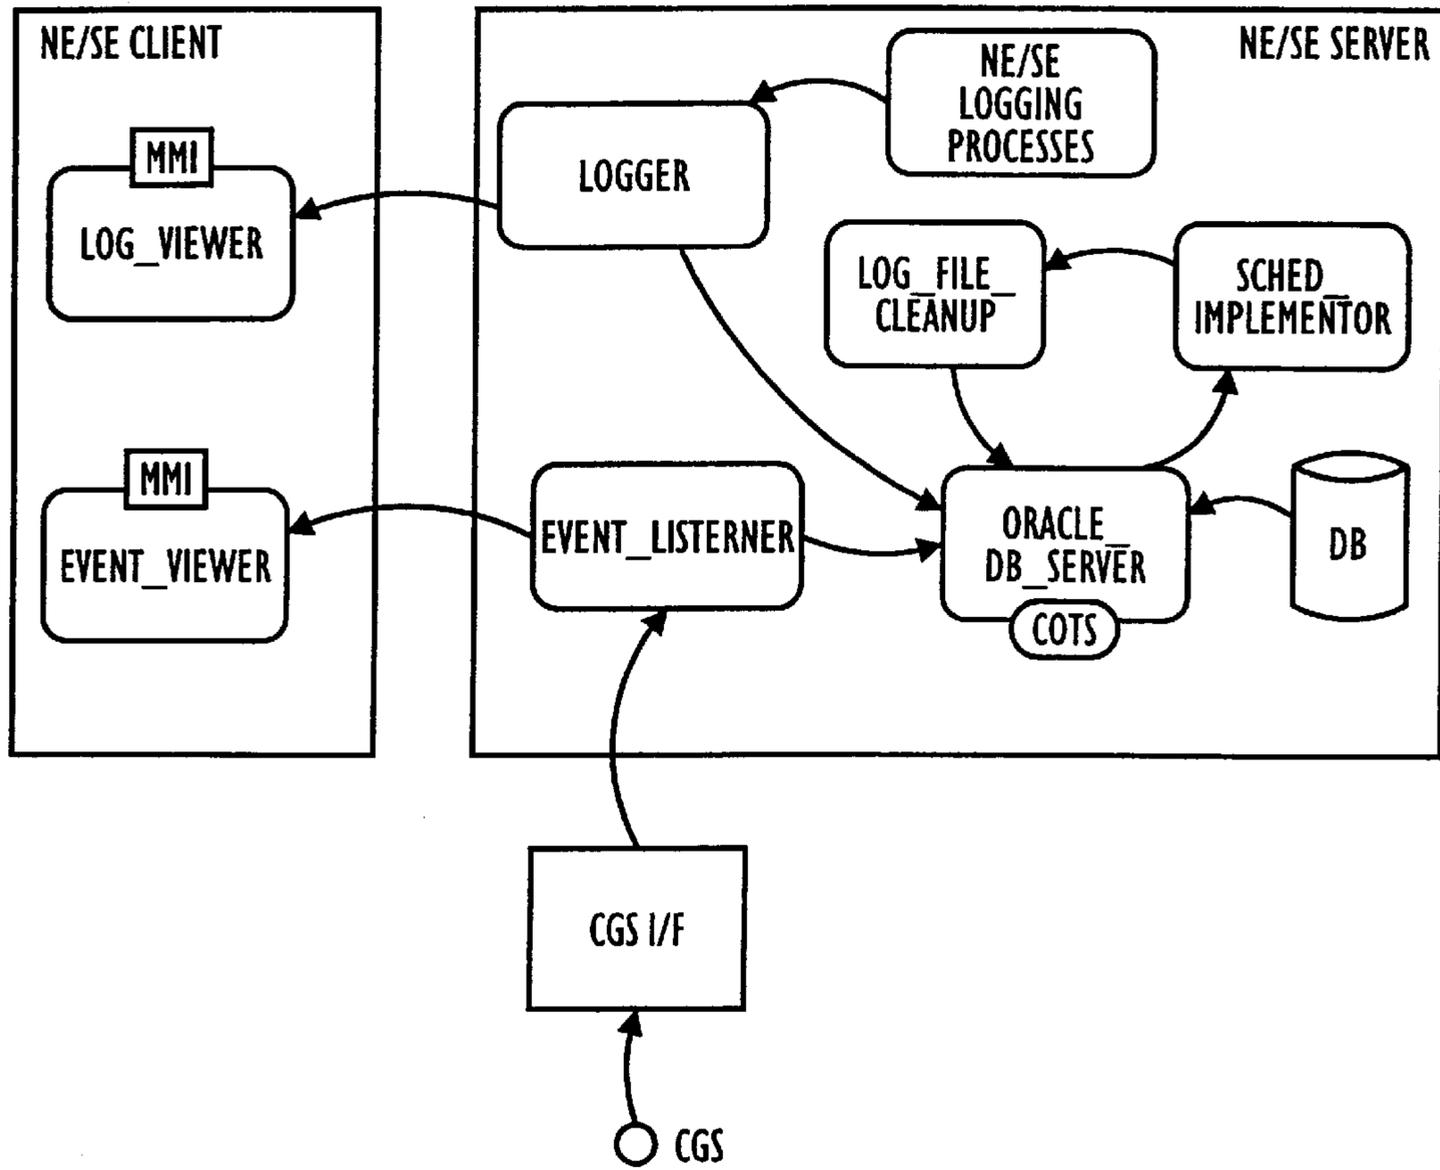 NE/SE CLIENT
MMI
LOG_VIEWER
MMI
EVENT_VIEWER
NE/SE SERVER
NE/SE
LOGGING
PROCESSES
LOGGER
LOG_FILE_
CLEANUP
SCHED_
IMPLEMENTOR
EVENT_LISTERNER
ORACLE_
DB_SERVER
COTS
DB
CGS I/F
CGS